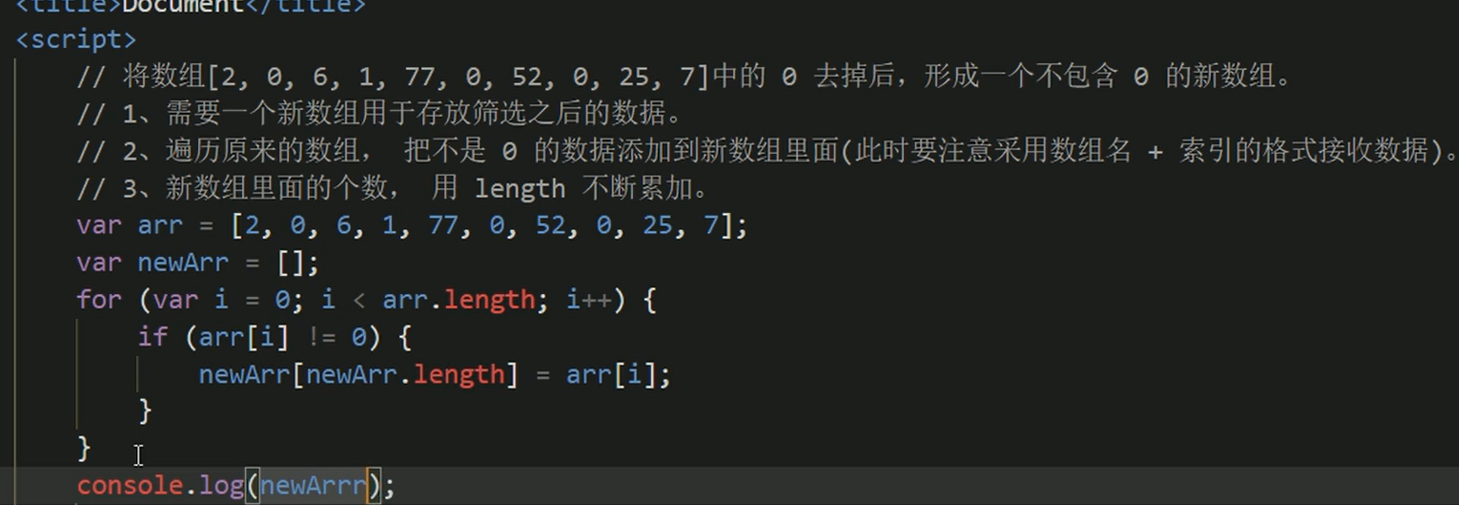 <title>Document</title>
<script>
// 将数组[2, 0, 6, 1, 77, 0, 52, 0, 25, 7]中的 0 去掉后，形成一个不包含 0 的新数组。
// 1、需要一个新数组用于存放筛选之后的数据。
// 2、遍历原来的数组， 把不是 0 的数据添加到新数组里面(此时要注意采用数组名 + 索引的格式接收数据)。
// 3、新数组里面的个数， 用 length 不断累加。
var arr = [2, 0, 6, 1, 77, 0, 52, 0, 25, 7];
var newArr = [];
for (var i = 0; i < arr.length; i++) {
if (arr[i] != 0) {
newArr[newArr.length] = arr[i];
}
}
console.log(newArrr);